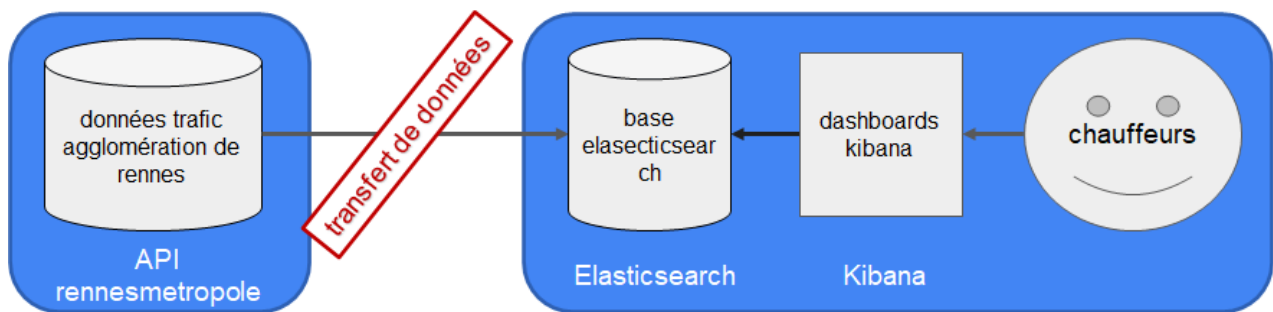 données trafic
agglomération de
rennes
API
rennesmetropole
transfert de données
base
elasecticsear
ch
Elasticsearch
dashboards
kibana
Kibana
chauffeurs